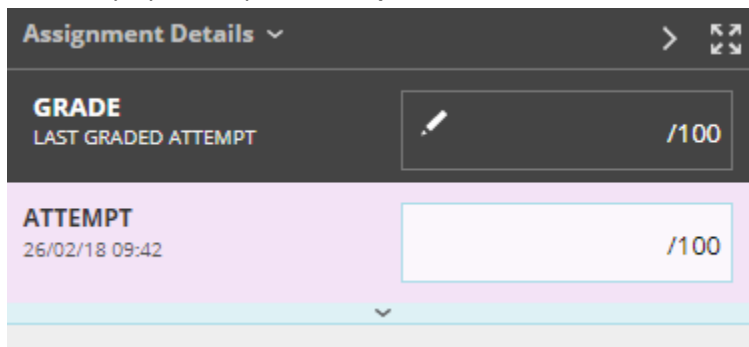 Assignment Details
GRADE
LAST GRADED ATTEMPT
/100
ATTEMPT
26/02/18 09:42
/100